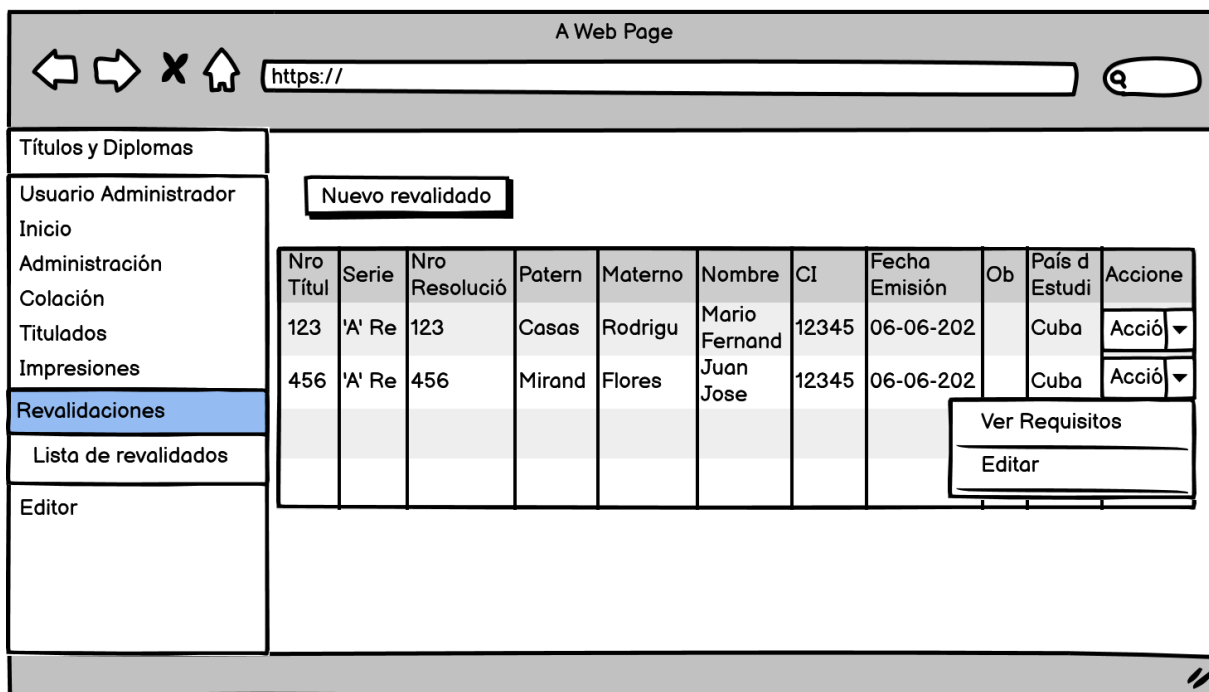 A Web Page
https://
Títulos y Diplomas
Usuario Administrador
Inicio
Administración
Colación
Titulados
Impresiones
Revalidaciones
Lista de revalidados
Editor
Nuevo revalidado
Nro Títul Serie Nro Resolució Patern Materno Nombre CI Fecha Emisión Ob País d Estudi Accione
123 'A' Re 123 Casas Rodrigu Mario Fernand 12345 06-06-202 Cuba Acció
456 'A' Re 456 Mirand Flores Juan Jose 12345 06-06-202 Cuba Acció
Ver Requisitos
Editar